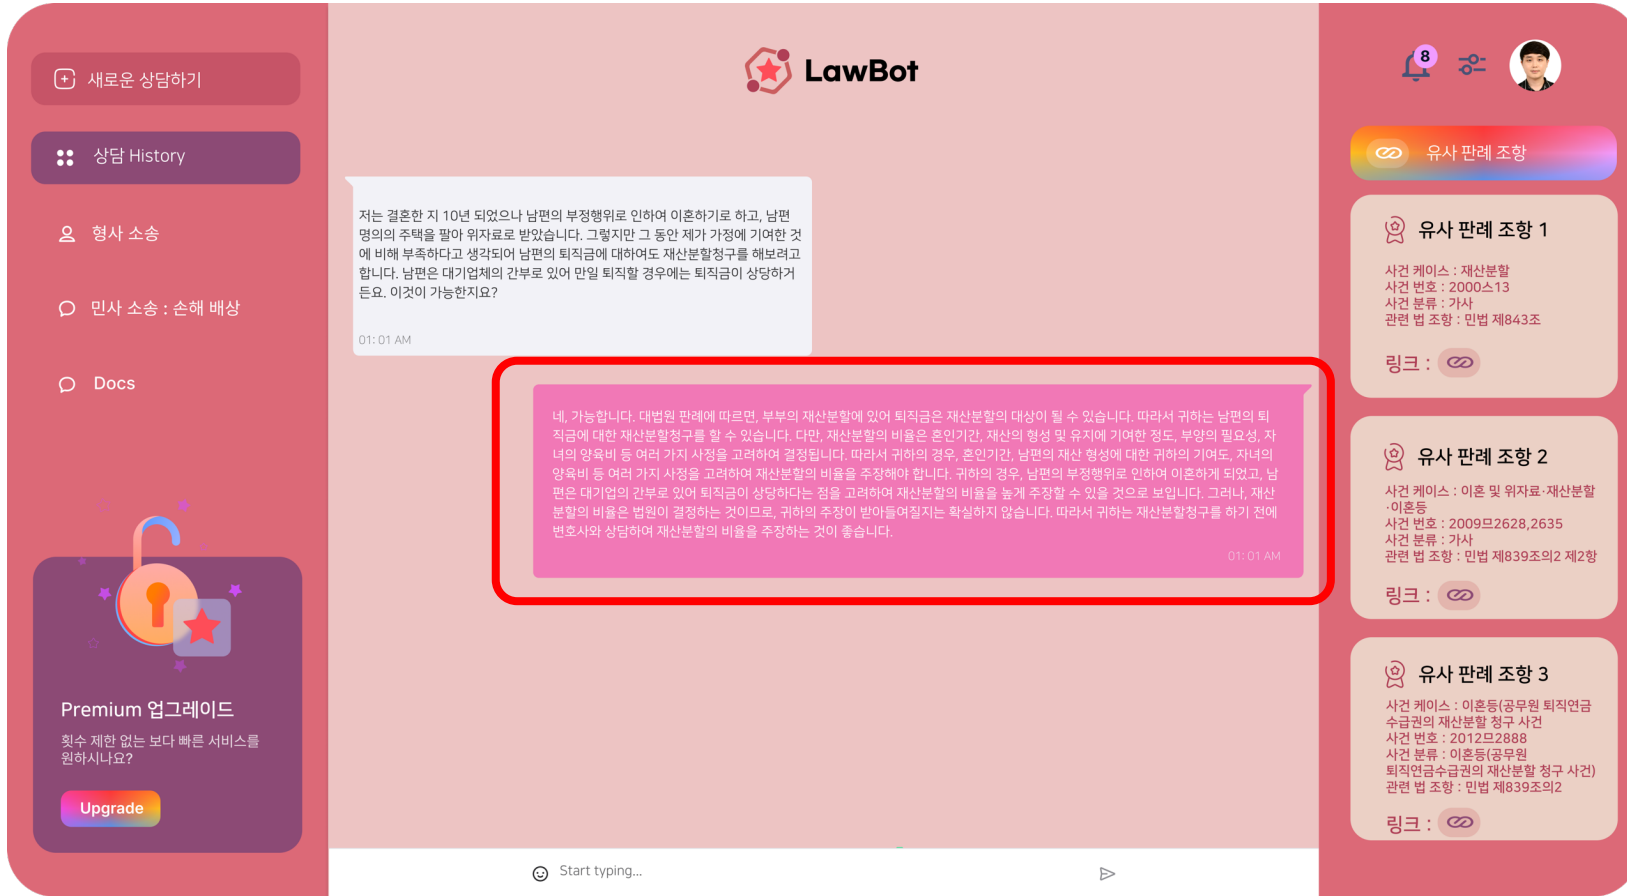 새로운 상담하기
상담 History
형사 소송
민사 소송 : 손해 배상
Docs
Premium 업그레이드
횟수 제한 없는 보다 빠른 서비스를
원하시나요?
Upgrade
LawBot
저는 결혼한 지 10년 되었으나 남편의 부정행위로 인하여 이혼하기로 하고, 남편
명의의 주택을 팔아 위자료로 받았습니다. 그렇지만 그 동안 제가 가정에 기여한 것
에 비해 부족하다고 생각되어 남편의 퇴직금에 대하여도 재산분할청구를 해보려고
합니다. 남편은 대기업체의 간부로 있어 만일 퇴직할 경우에는 퇴직금이 상당하거
든요. 이것이 가능한지요?
01: 01 AM
네, 가능합니다. 대법원 판례에 따르면, 부부의 재산분할에 있어 퇴직금은 재산분할의 대상이 될 수 있습니다. 따라서 귀하는 남편의 퇴
직금에 대한 재산분할청구를 할 수 있습니다. 다만, 재산분할의 비율은 혼인기간, 재산의 형성 및 유지에 기여한 정도, 부양의 필요성, 자
녀의 양육비 등 여러 가지 사정을 고려하여 결정됩니다. 따라서 귀하의 경우, 혼인기간, 남편의 재산 형성에 대한 귀하의 기여도, 자녀의
양육비 등 여러 가지 사정을 고려하여 재산분할의 비율을 주장해야 합니다. 귀하의 경우, 남편의 부정행위로 인하여 이혼하게 되었고, 남
편은 대기업의 간부로 있어 퇴직금이 상당하다는 점을 고려하여 재산분할의 비율을 높게 주장할 수 있을 것으로 보입니다. 그러나, 재산
분할의 비율은 법원이 결정하는 것이므로, 귀하의 주장이 받아들여질지는 확실하지 않습니다. 따라서 귀하는 재산분할청구를 하기 전에
변호사와 상담하여 재산분할의 비율을 주장하는 것이 좋습니다.
01: 01 AM
Start typing...
8
유사 판례 조항
유사 판례 조항 1
사건 케이스 : 재산분할
사건 번호 : 2000스13
사건 분류 : 가사
관련 법 조항 : 민법 제843조
링크 :
유사 판례 조항 2
사건 케이스 : 이혼 및 위자료·재산분할
·이혼등
사건 번호 : 2009므2628,2635
사건 분류 : 가사
관련 법 조항 : 민법 제839조의2 제2항
링크 :
유사 판례 조항 3
사건 케이스 : 이혼등(공무원 퇴직연금
수급권의 재산분할 청구 사건
사건 번호 : 2012므2888
사건 분류 : 이혼등(공무원
퇴직연금수급권의 재산분할 청구 사건)
관련 법 조항 : 민법 제839조의2
링크 :